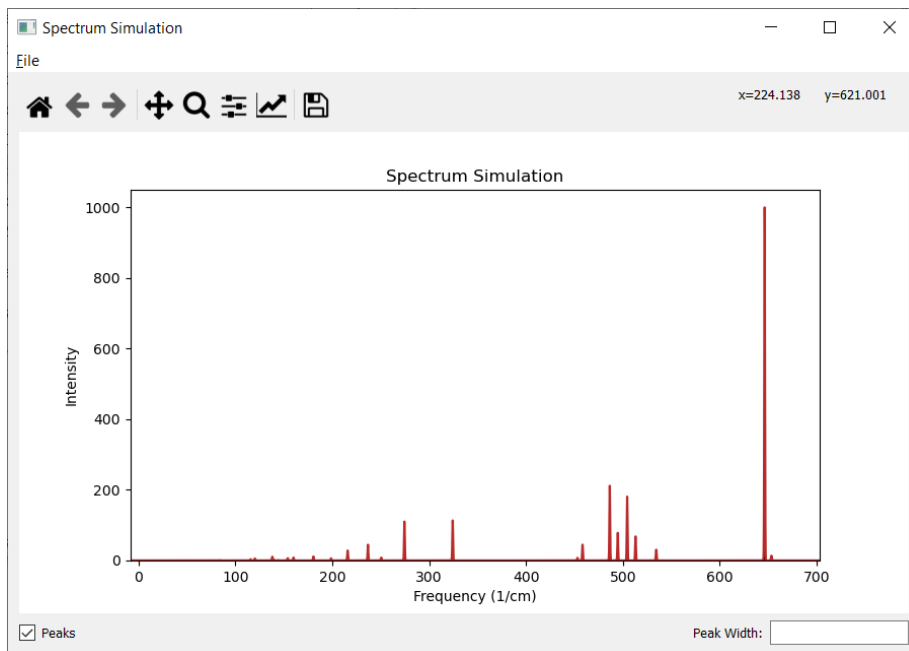 Spectrum Simulation
File
x=224.138 y=621.001
Spectrum Simulation
1000
800
600
400
200
0
Intensity
0 100 200 300 400 500 600 700
Frequency (1/cm)
Peaks
Peak Width: